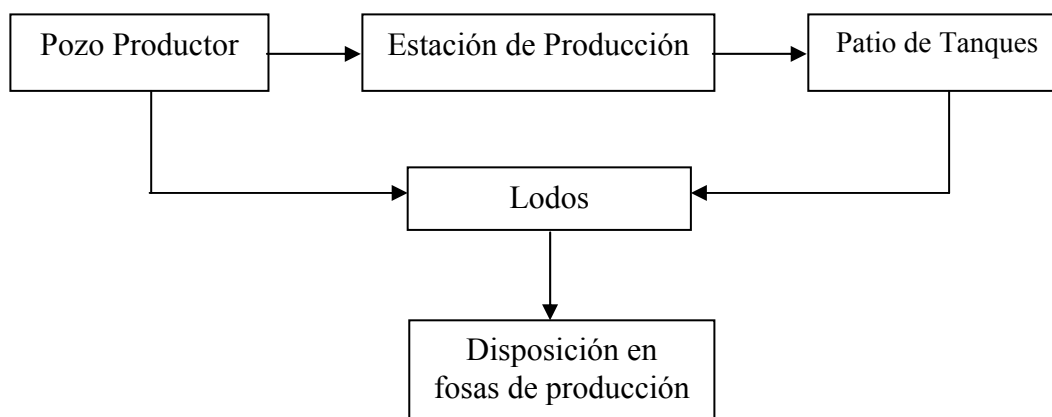 Pozo Productor
Estación de Producción
Patio de Tanques
Lodos
Disposición en
fosas de producción